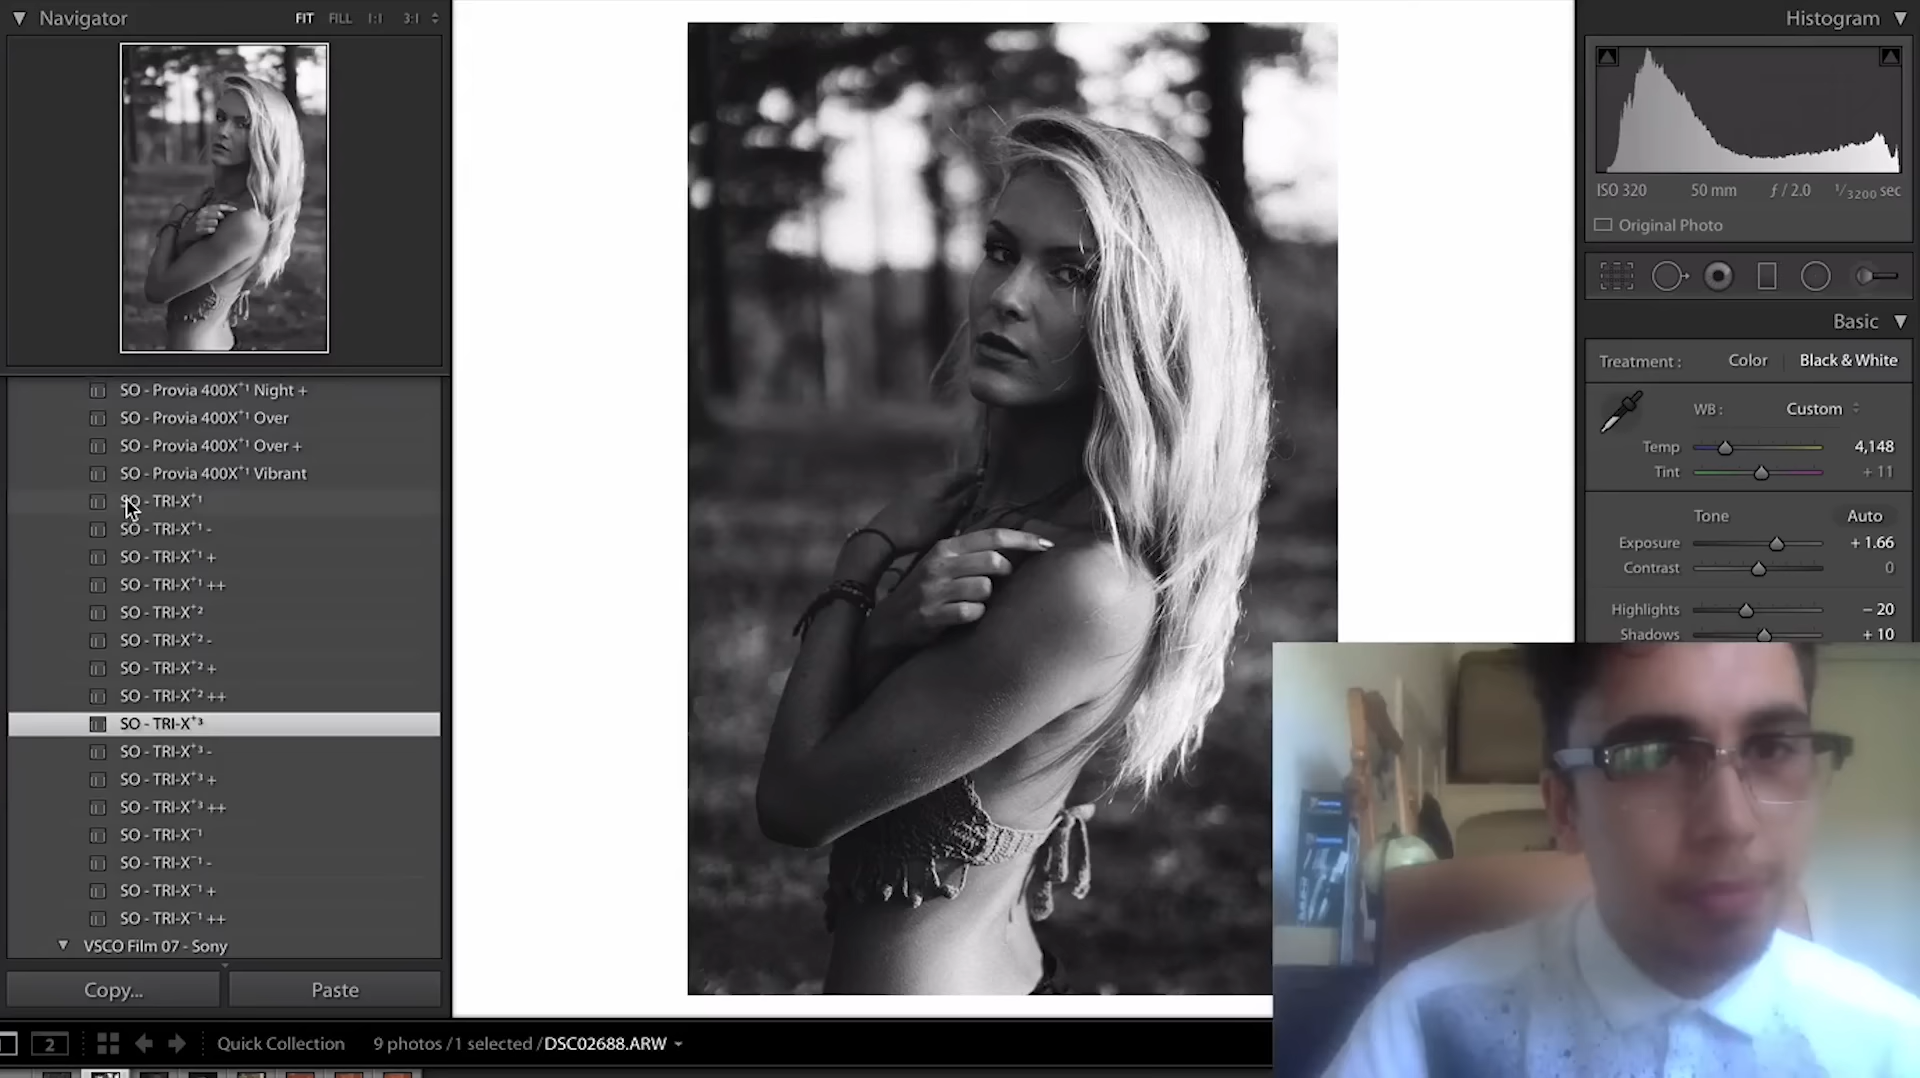 Navigator
FIT FILL 1:1 3:1
SO - Provia 400X⁺¹ Night +
SO - Provia 400X⁺¹ Over
SO - Provia 400X⁺¹ Over +
SO - Provia 400X⁺¹ Vibrant
SO - TRI-X⁺¹
SO - TRI-X⁺¹ -
SO - TRI-X⁺¹ +
SO - TRI-X⁺¹ ++
SO - TRI-X⁺²
SO - TRI-X⁺² -
SO - TRI-X⁺² +
SO - TRI-X⁺² ++
SO - TRI-X⁺³
SO - TRI-X⁺³ -
SO - TRI-X⁺³ +
SO - TRI-X⁺³ ++
SO - TRI-X⁻¹
SO - TRI-X⁻¹ -
SO - TRI-X⁻¹ +
SO - TRI-X⁻¹ ++
VSCO Film 07 - Sony
Copy... Paste
2 Quick Collection 9 photos /1 selected /DSC02688.ARW
Histogram
ISO 320 50 mm ƒ / 2.0 1/3200 sec
Original Photo
Basic
Treatment : Color Black & White
WB : Custom
Temp 4,148
Tint + 11
Tone Auto
Exposure + 1.66
Contrast 0
Highlights − 20
Shadows + 10